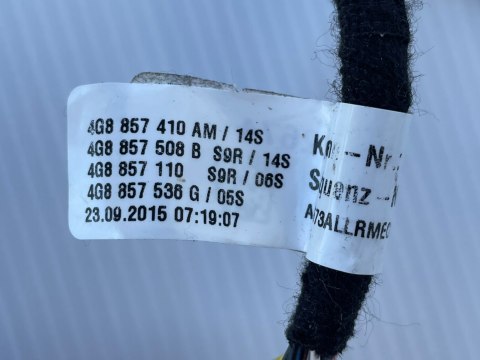 4G8 857 410 AM / 14S
4G8 857 508 B S9R / 14S
4G8 857 110 S9R / 06S
4G8 857 536 G / 05S
23.09.2015 07:19:07